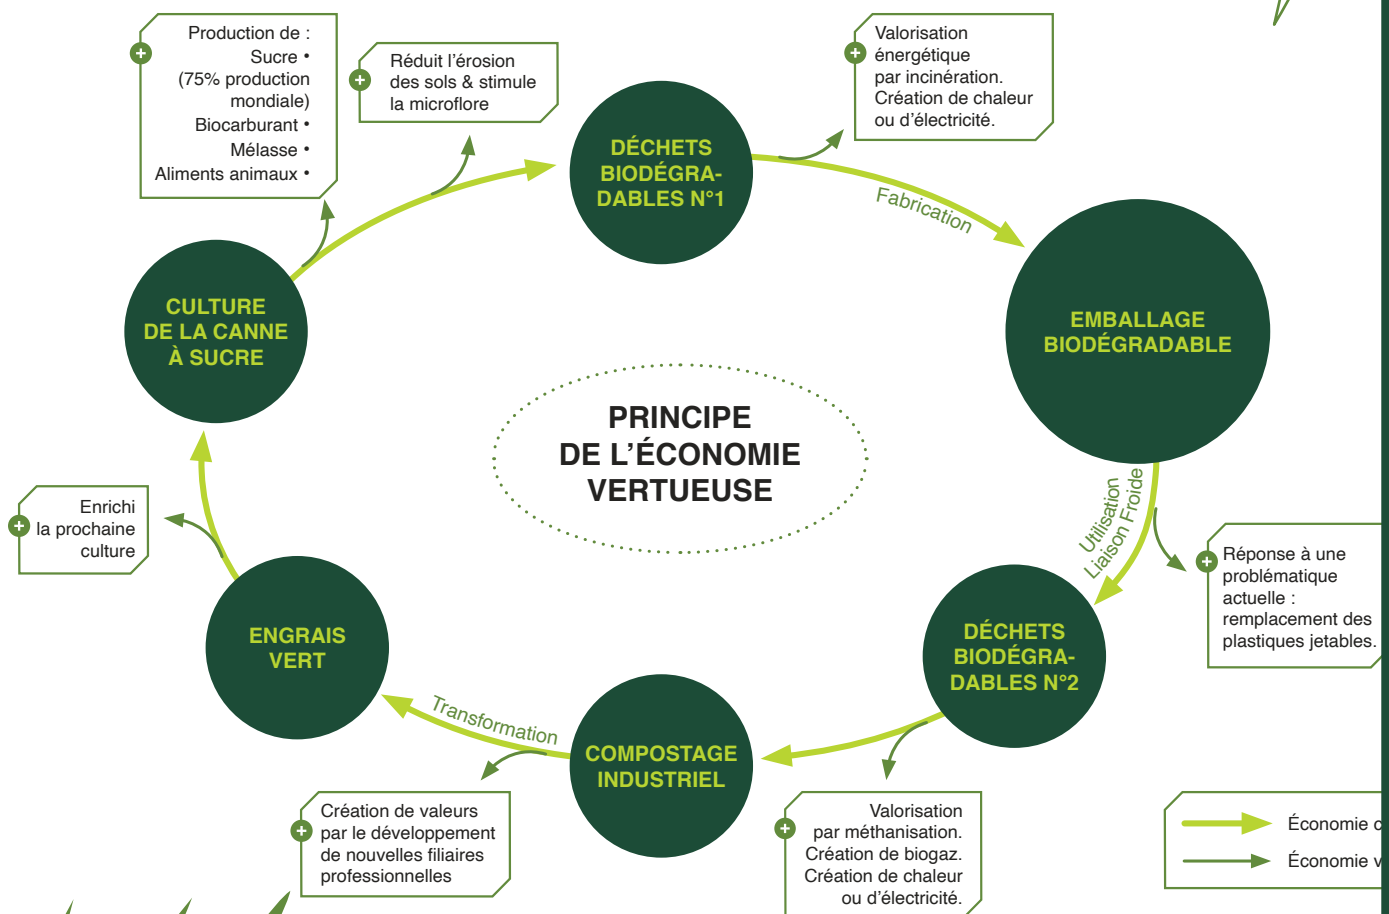 Production de :
Sucre •
(75% production
mondiale)
Biocarburant •
Mélasse •
Aliments animaux •
Réduit l’érosion
des sols & stimule
la microflore
Valorisation
énergétique
par incinération.
Création de chaleur
ou d’électricité.
DÉCHETS
BIODÉGRA-
DABLES N°1
Fabrication
CULTURE
DE LA CANNE
À SUCRE
EMBALLAGE
BIODÉGRADABLE
PRINCIPE
DE L’ÉCONOMIE
VERTUEUSE
Utilisation
Liaison Froide
Enrichi
la prochaine
culture
Réponse à une
problématique
actuelle :
remplacement des
plastiques jetables.
ENGRAIS
VERT
DÉCHETS
BIODÉGRA-
DABLES N°2
Transformation
COMPOSTAGE
INDUSTRIEL
Création de valeurs
par le développement
de nouvelles filiaires
professionnelles
Valorisation
par méthanisation.
Création de biogaz.
Création de chaleur
ou d’électricité.
Économie
Économie